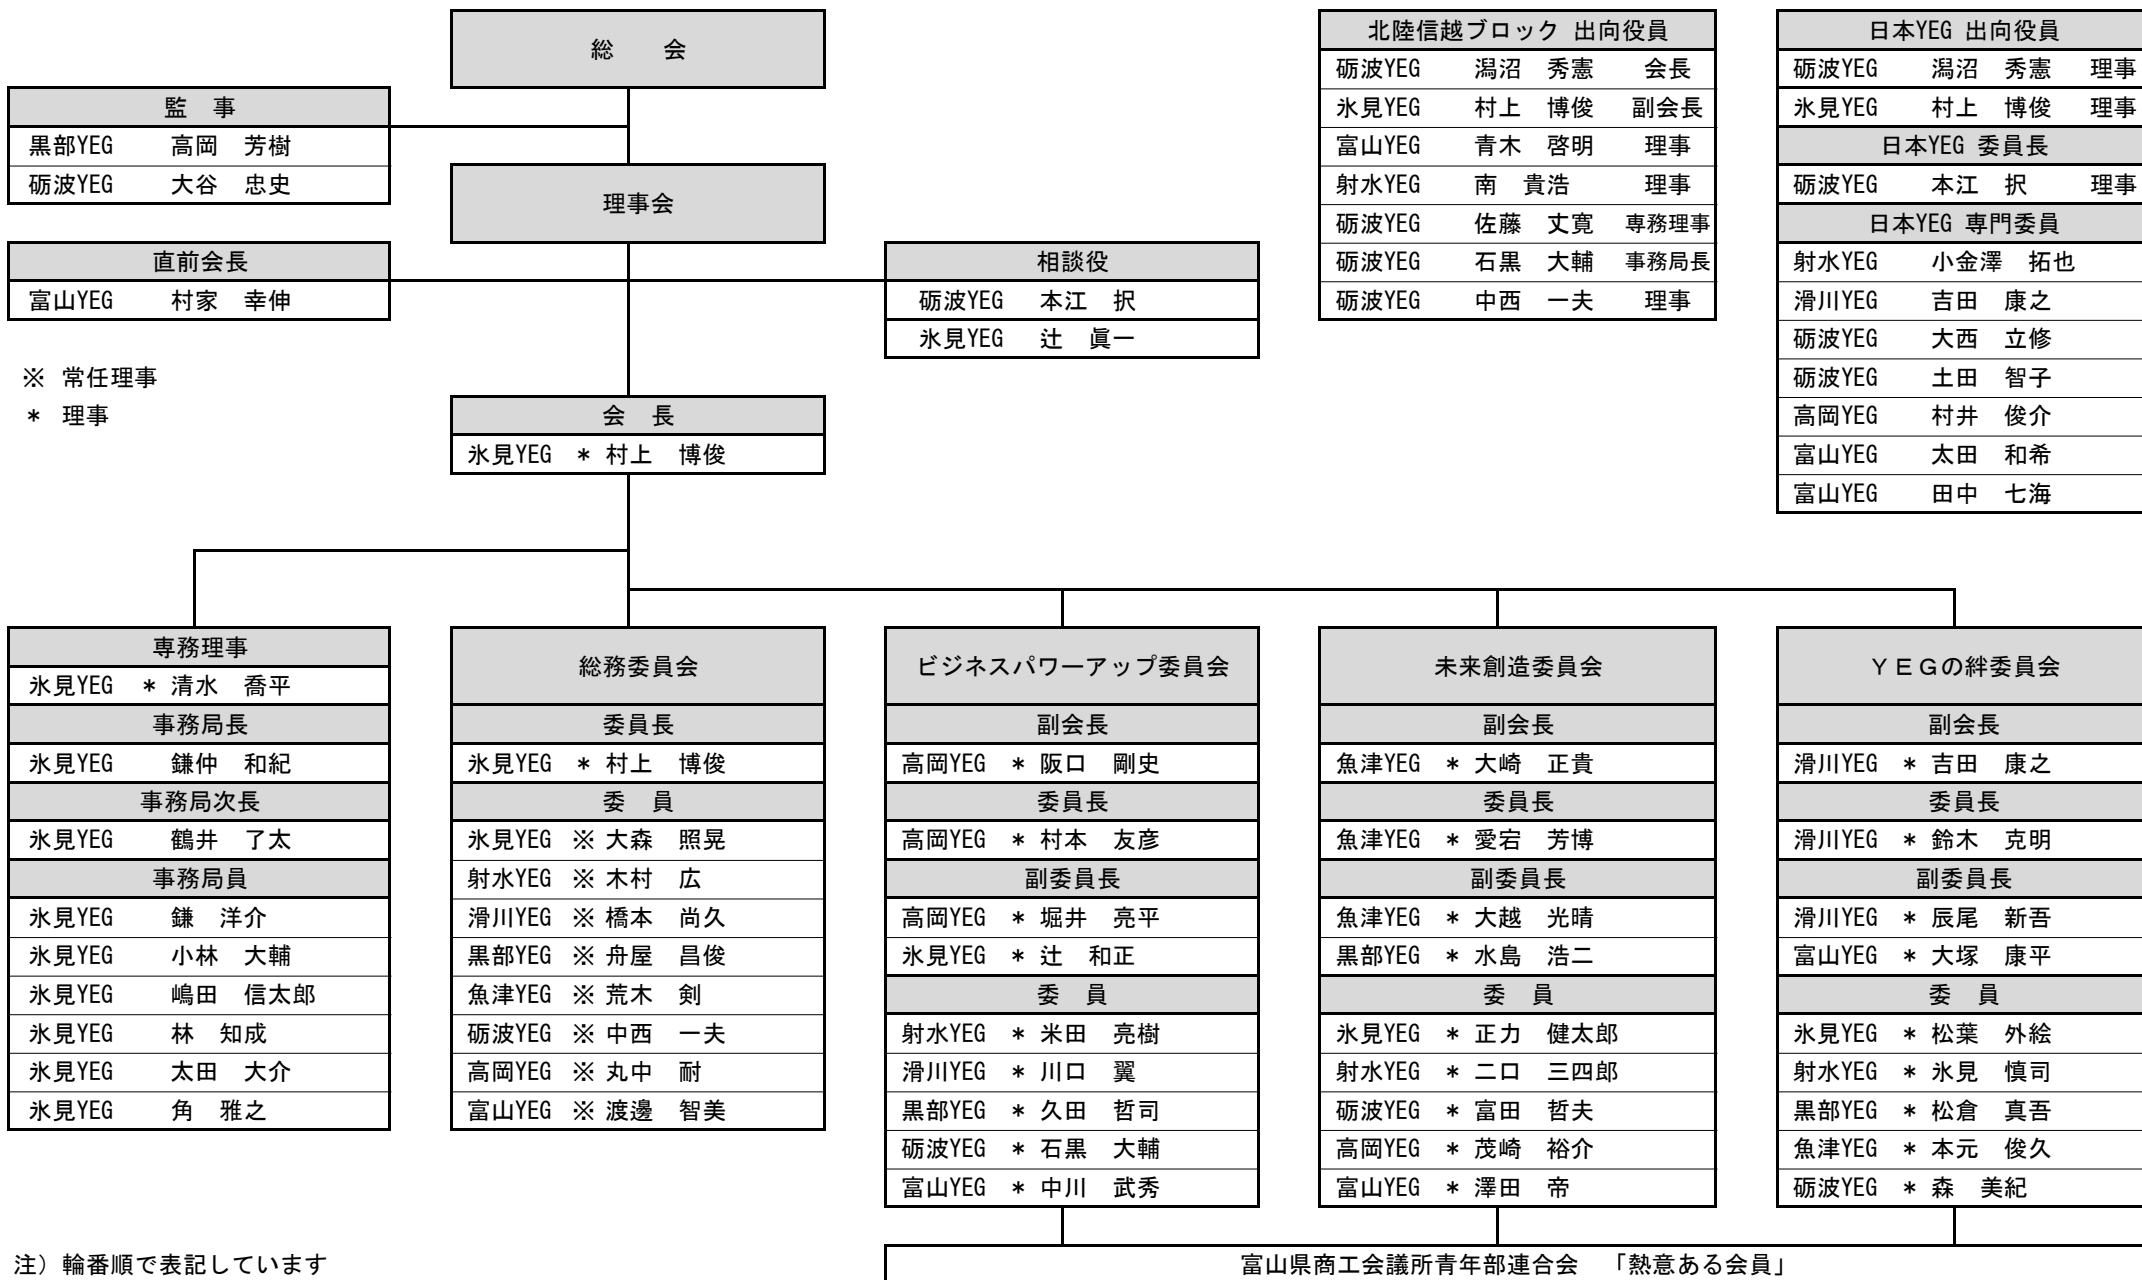 総　会
監　事
黒部YEG 高岡　芳樹
砺波YEG 大谷　忠史
理事会
直前会長
富山YEG 村家　幸伸
相談役
砺波YEG 本江　択
氷見YEG 辻　眞一
※ 常任理事
* 理事
会　長
氷見YEG * 村上　博俊
北陸信越ブロック 出向役員
砺波YEG 潟沼　秀憲 会長
氷見YEG 村上　博俊 副会長
富山YEG 青木　啓明 理事
射水YEG 南　貴浩 理事
砺波YEG 佐藤　丈寛 専務理事
砺波YEG 石黒　大輔 事務局長
砺波YEG 中西　一夫 理事
日本YEG 出向役員
砺波YEG 潟沼　秀憲 理事
氷見YEG 村上　博俊 理事
日本YEG 委員長
砺波YEG 本江　択 理事
日本YEG 専門委員
射水YEG 小金澤　拓也
滑川YEG 吉田　康之
砺波YEG 大西　立修
砺波YEG 土田　智子
高岡YEG 村井　俊介
富山YEG 太田　和希
富山YEG 田中　七海
専務理事
氷見YEG * 清水　喬平
事務局長
氷見YEG 鎌仲　和紀
事務局次長
氷見YEG 鶴井　了太
事務局員
氷見YEG 鎌　洋介
氷見YEG 小林　大輔
氷見YEG 嶋田　信太郎
氷見YEG 林　知成
氷見YEG 太田　大介
氷見YEG 角　雅之
総務委員会
委員長
氷見YEG * 村上　博俊
委　員
氷見YEG ※ 大森　照晃
射水YEG ※ 木村　広
滑川YEG ※ 橋本　尚久
黒部YEG ※ 舟屋　昌俊
魚津YEG ※ 荒木　剣
砺波YEG ※ 中西　一夫
高岡YEG ※ 丸中　耐
富山YEG ※ 渡邊　智美
ビジネスパワーアップ委員会
副会長
高岡YEG * 阪口　剛史
委員長
高岡YEG * 村本　友彦
副委員長
高岡YEG * 堀井　亮平
氷見YEG * 辻　和正
委　員
射水YEG * 米田　亮樹
滑川YEG * 川口　翼
黒部YEG * 久田　哲司
砺波YEG * 石黒　大輔
富山YEG * 中川　武秀
未来創造委員会
副会長
魚津YEG * 大崎　正貴
委員長
魚津YEG * 愛宕　芳博
副委員長
魚津YEG * 大越　光晴
黒部YEG * 水島　浩二
委　員
氷見YEG * 正力　健太郎
射水YEG * 二口　三四郎
砺波YEG * 富田　哲夫
高岡YEG * 茂崎　裕介
富山YEG * 澤田　帝
ＹＥＧの絆委員会
副会長
滑川YEG * 吉田　康之
委員長
滑川YEG * 鈴木　克明
副委員長
滑川YEG * 辰尾　新吾
富山YEG * 大塚　康平
委　員
氷見YEG * 松葉　外絵
射水YEG * 氷見　慎司
黒部YEG * 松倉　真吾
魚津YEG * 本元　俊久
砺波YEG * 森　美紀
注）輪番順で表記しています
富山県商工会議所青年部連合会　「熱意ある会員」